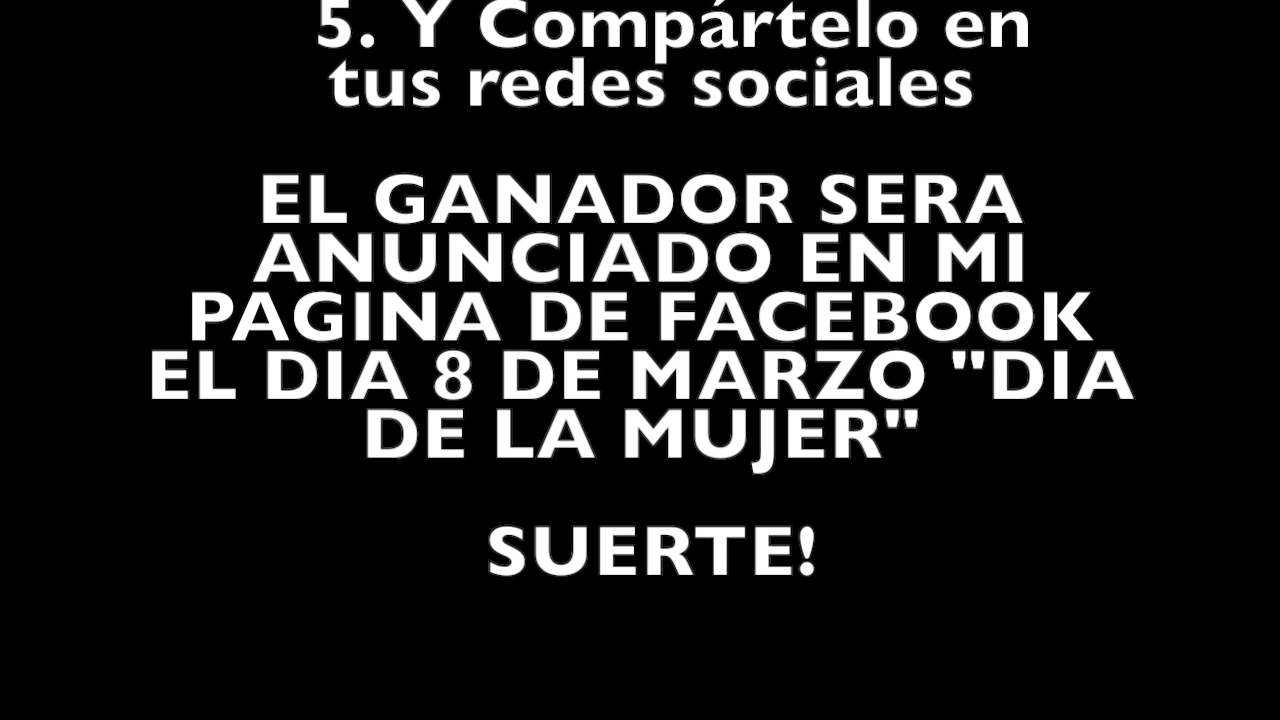 5. Y Compártelo en
tus redes sociales
EL GANADOR SERA
ANUNCIADO EN MI
PAGINA DE FACEBOOK
EL DIA 8 DE MARZO "DIA
DE LA MUJER"
SUERTE!